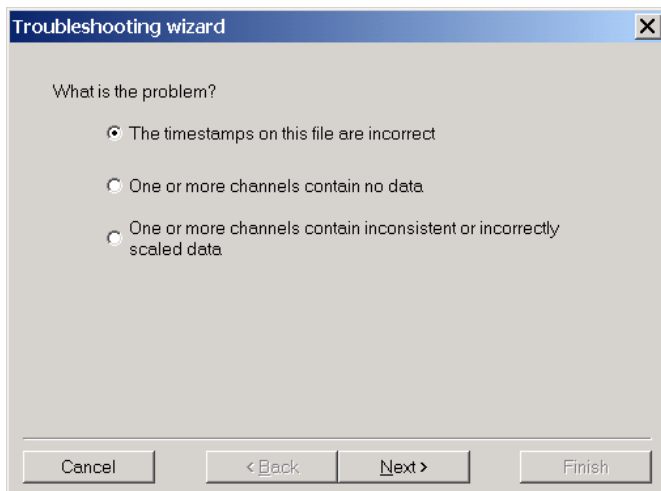 Troubleshooting wizard
What is the problem?
The timestamps on this file are incorrect
One or more channels contain no data
One or more channels contain inconsistent or incorrectly
scaled data
Cancel
< Back
Next >
Finish